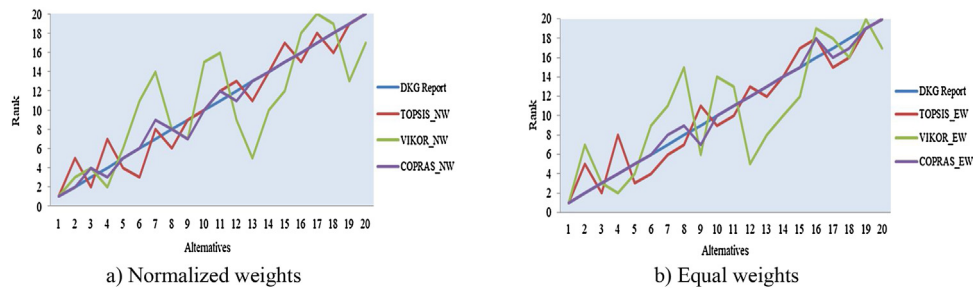 20
18
16
14
12
10
8
6
4
2
0
Rank
1 2 3 4 5 6 7 8 9 10 11 12 13 14 15 16 17 18 19 20
Alternatives
DKG Report
TOPSIS_NW
VIKOR_NW
COPRAS_NW
a) Normalized weights
20
18
16
14
12
10
8
6
4
2
0
Rank
1 2 3 4 5 6 7 8 9 10 11 12 13 14 15 16 17 18 19 20
Alternatives
DKG Report
TOPSIS_EW
VIKOR_EW
COPRAS_EW
b) Equal weights